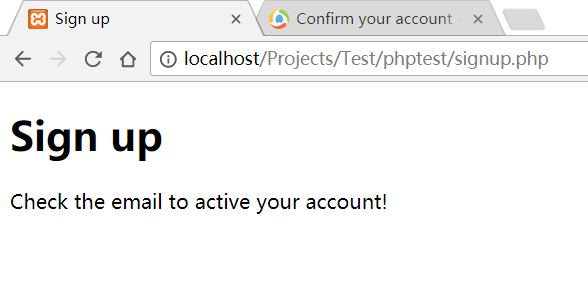 Sign up
Confirm your account -
localhost/Projects/Test/phptest/signup.php
Sign up
Check the email to active your account!